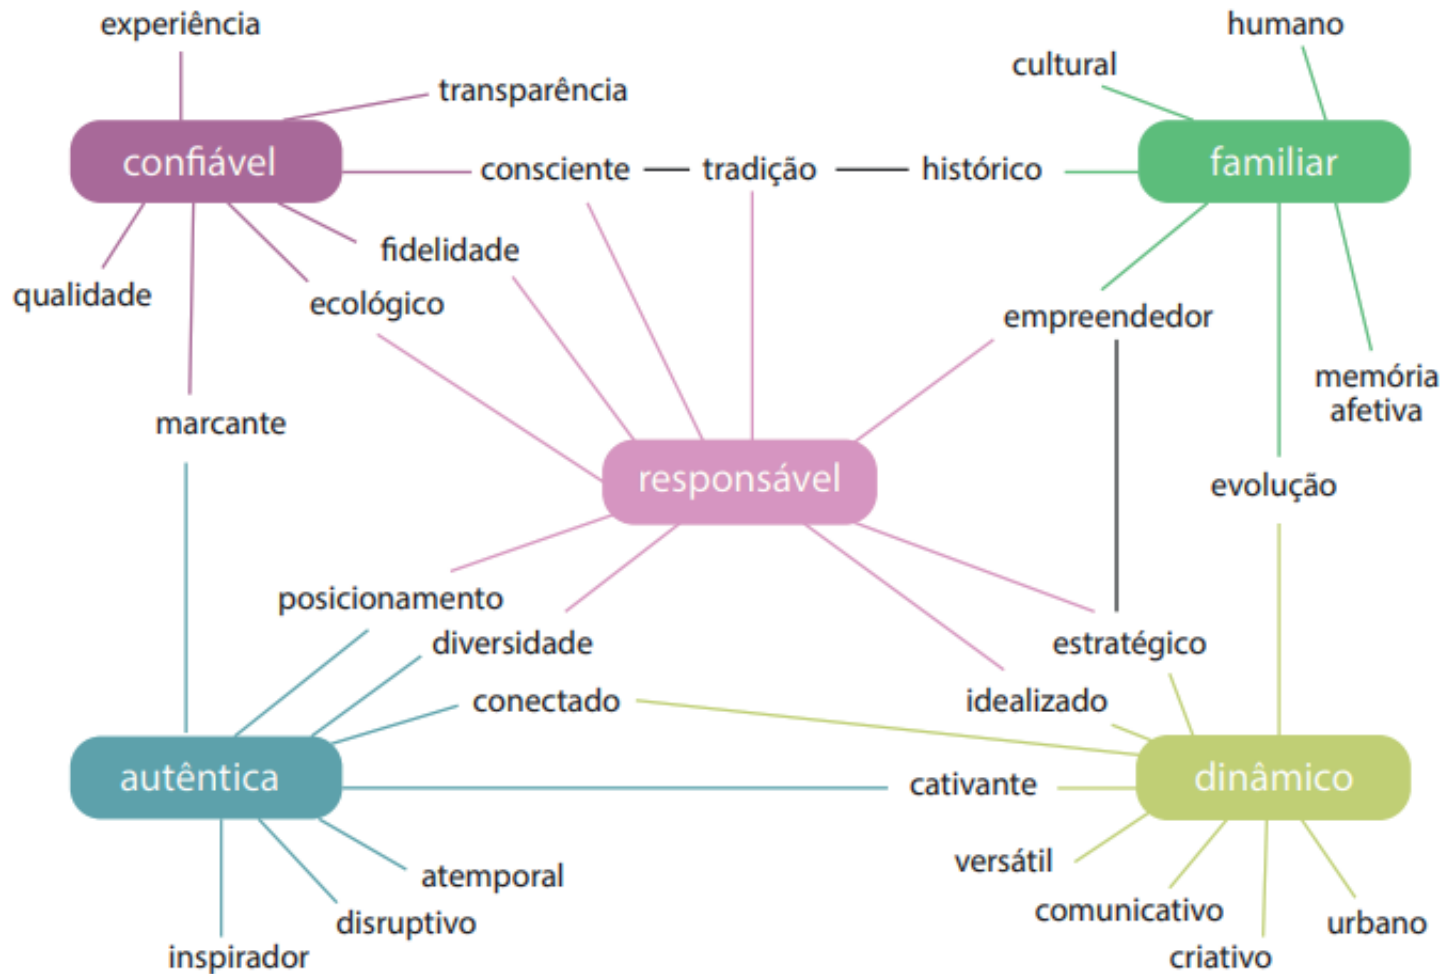 experiência
humano
cultural
transparência
confiável
consciente
tradição
histórico
familiar
fidelidade
qualidade
ecológico
empreendedor
memória
afetiva
marcante
responsável
evolução
posicionamento
diversidade
estratégico
conectado
idealizado
autêntica
cativante
dinâmico
versátil
atemporal
comunicativo
disruptivo
urbano
inspirador
criativo